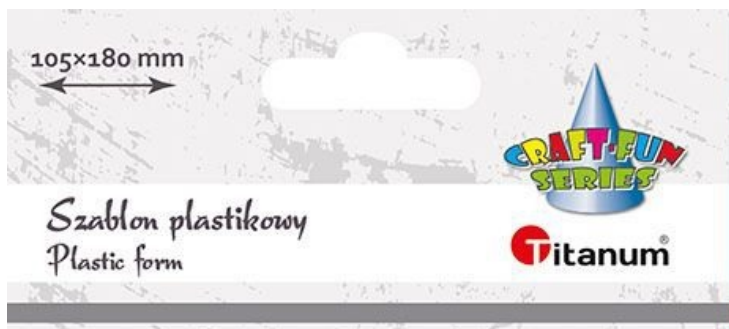 105×180 mm
CRAFT-FUN
SERIES
Szablon plastikowy
Plastic form
Titanum®